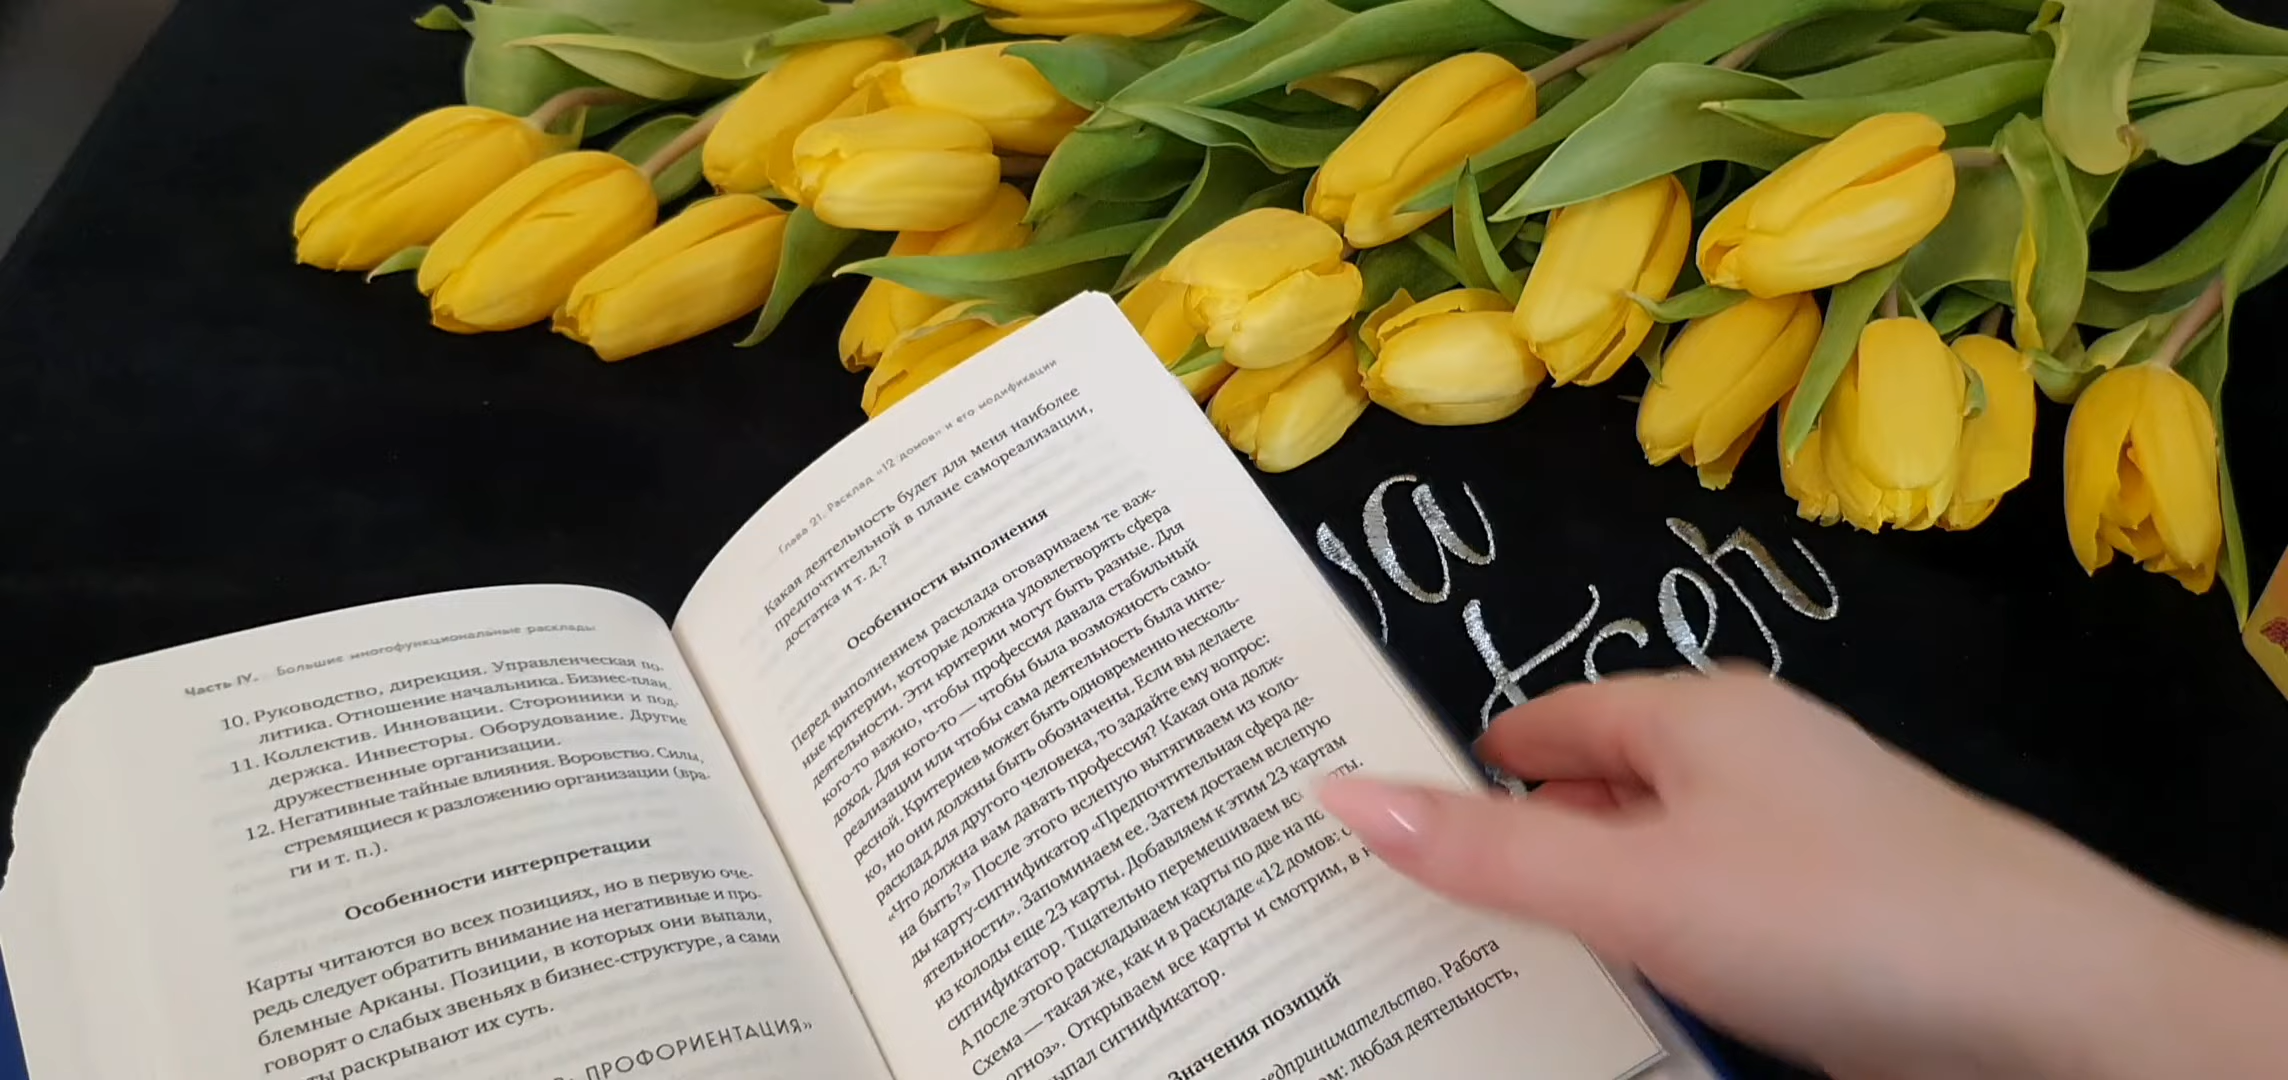 Часть IV. Большие многофункциональные расклады
10. Руководство, дирекция. Управленческая по-
литика. Отношение начальника. Бизнес-план.
11. Коллектив. Инновации. Сторонники и под-
держка. Инвесторы. Оборудование. Другие
дружественные организации.
12. Негативные тайные влияния. Воровство. Силы,
стремящиеся к разложению организации (вра-
ги и т. п.).
Особенности интерпретации
Карты читаются во всех позициях, но в первую оче-
редь следует обратить внимание на негативные и про-
блемные Арканы. Позиции, в которых они выпали,
говорят о слабых звеньях в бизнес-структуре, а сами
ты раскрывают их суть.
ПРОФОРИЕНТАЦИЯ»
Глава 21. Расклад «12 домов» и его модификации
Какая деятельность будет для меня наиболее
предпочтительной в плане самореализации,
достатка и т. д.?
Особенности выполнения
Перед выполнением расклада оговариваем те важ-
ные критерии, которые должна удовлетворять сфера
деятельности. Эти критерии могут быть разные. Для
кого-то важно, чтобы профессия давала стабильный
доход. Для кого-то — чтобы была возможность само-
реализации или чтобы сама деятельность была инте-
ресной. Критериев может быть одновременно несколь-
ко, но они должны быть обозначены. Если вы делаете
расклад для другого человека, то задайте ему вопрос:
«Что должна вам давать профессия? Какая она долж-
на быть?» После этого вслепую вытягиваем из коло-
ды карту-сигнификатор «Предпочтительная сфера де-
ятельности». Запоминаем ее. Затем достаем вслепую
из колоды еще 23 карты. Добавляем к этим 23 картам
сигнификатор. Тщательно перемешиваем вс рты.
А после этого раскладываем карты по две на по
Схема — такая же, как и в раскладе «12 домов:
огноз». Открываем все карты и смотрим, в
ыпал сигнификатор.
Значения позиций
едпринимательство. Работа
ом: любая деятельность,
уа